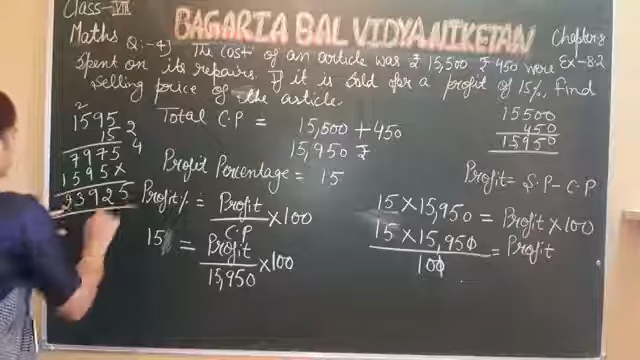 Class-VIII
BAGARIA BAL VIDYA NIKETAN
Maths
Chapter 8
Ex-8.2
Q:-4) The cost of an article was ₹ 15,500. ₹ 450 were
spent on its repairs. If it is sold for a profit of 15%, find
selling price of the article.
2
1595
15
2
7975
4
1595×
23925
Total C.P = 15,500 + 450
15,950 ₹
Profit Percentage = 15
Profit% = Profit × 100
C.P
15 = Profit × 100
15,950
15500
450
15950
Profit = S.P - C.P
15 × 15,950 = Profit × 100
15 × 15,950 = Profit
100